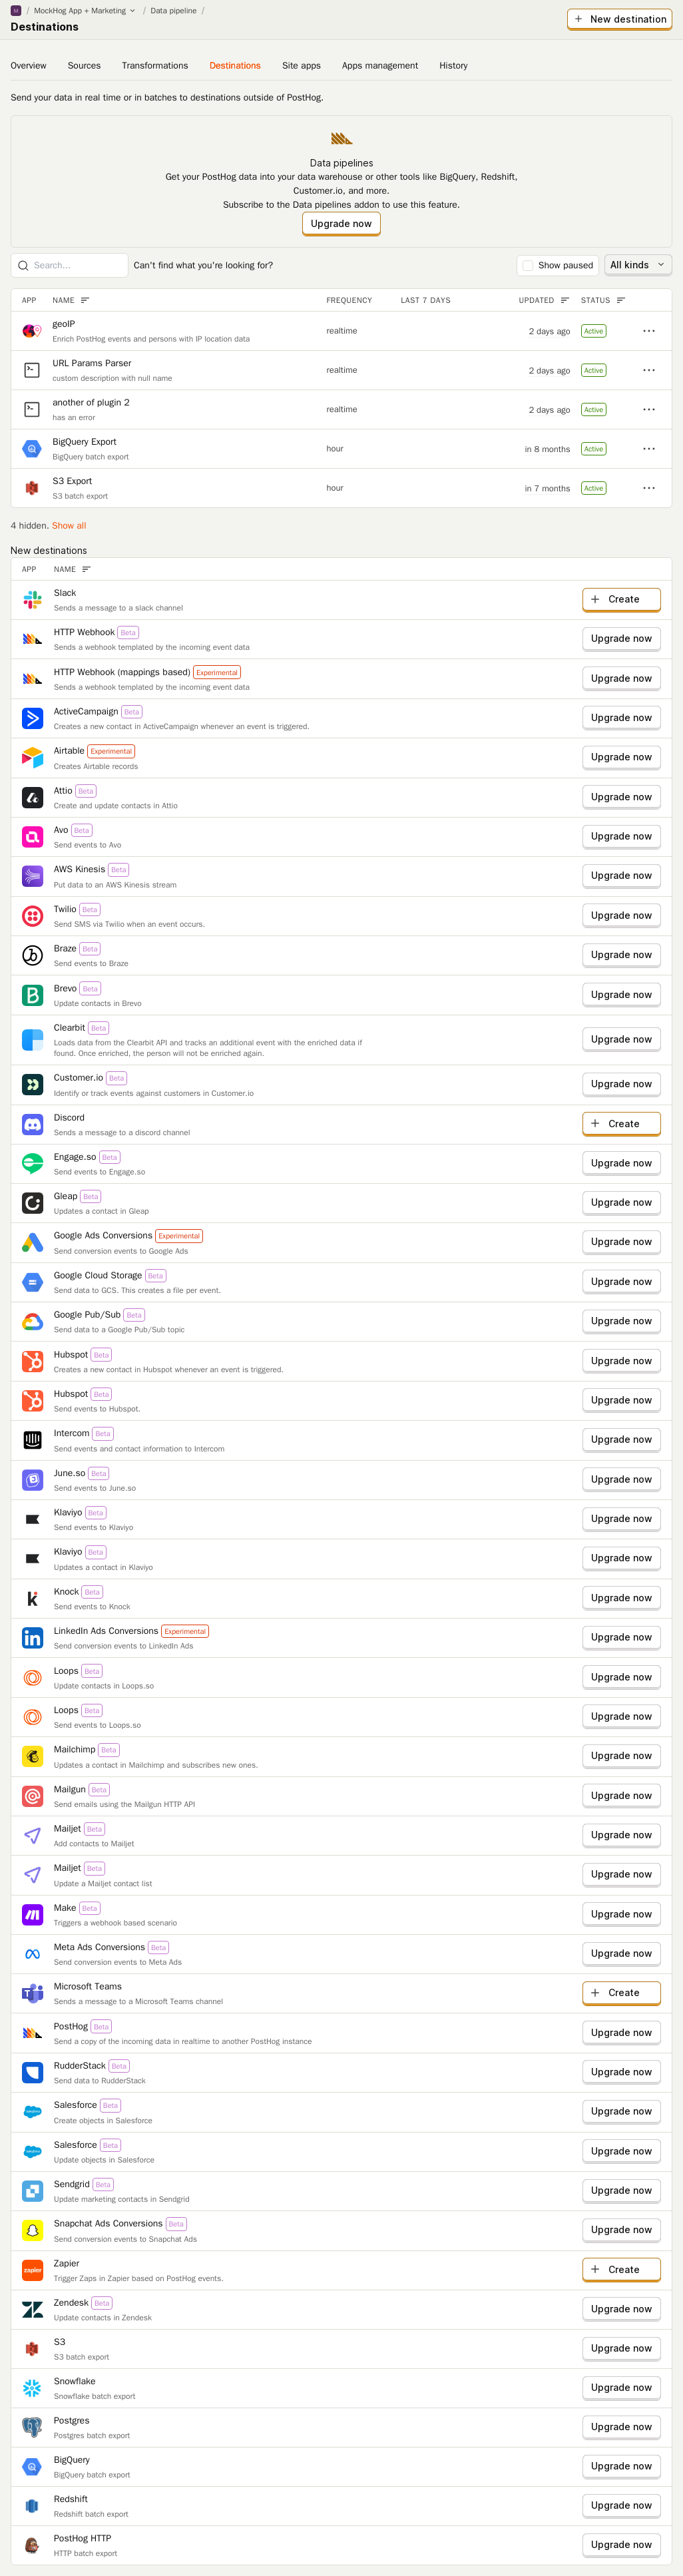 / MockHog App + Marketing / Data pipeline /
Destinations
New destination
Overview Sources Transformations Destinations Site apps Apps management History
Send your data in real time or in batches to destinations outside of PostHog.
Data pipelines
Get your PostHog data into your data warehouse or other tools like BigQuery, Redshift,
Customer.io, and more.
Subscribe to the Data pipelines addon to use this feature.
Upgrade now
Search... Can't find what you're looking for? Show paused All kinds
APP NAME FREQUENCY LAST 7 DAYS UPDATED STATUS
geoIP
Enrich PostHog events and persons with IP location data
realtime 2 days ago Active
URL Params Parser
custom description with null name
realtime 2 days ago Active
another of plugin 2
has an error
realtime 2 days ago Active
BigQuery Export
BigQuery batch export
hour in 8 months Active
S3 Export
S3 batch export
hour in 7 months Active
4 hidden. Show all
New destinations
APP NAME
Slack
Sends a message to a slack channel
Create
HTTP Webhook Beta
Sends a webhook templated by the incoming event data
Upgrade now
HTTP Webhook (mappings based) Experimental
Sends a webhook templated by the incoming event data
Upgrade now
ActiveCampaign Beta
Creates a new contact in ActiveCampaign whenever an event is triggered.
Upgrade now
Airtable Experimental
Creates Airtable records
Upgrade now
Attio Beta
Create and update contacts in Attio
Upgrade now
Avo Beta
Send events to Avo
Upgrade now
AWS Kinesis Beta
Put data to an AWS Kinesis stream
Upgrade now
Twilio Beta
Send SMS via Twilio when an event occurs.
Upgrade now
Braze Beta
Send events to Braze
Upgrade now
Brevo Beta
Update contacts in Brevo
Upgrade now
Clearbit Beta
Loads data from the Clearbit API and tracks an additional event with the enriched data if
found. Once enriched, the person will not be enriched again.
Upgrade now
Customer.io Beta
Identify or track events against customers in Customer.io
Upgrade now
Discord
Sends a message to a discord channel
Create
Engage.so Beta
Send events to Engage.so
Upgrade now
Gleap Beta
Updates a contact in Gleap
Upgrade now
Google Ads Conversions Experimental
Send conversion events to Google Ads
Upgrade now
Google Cloud Storage Beta
Send data to GCS. This creates a file per event.
Upgrade now
Google Pub/Sub Beta
Send data to a Google Pub/Sub topic
Upgrade now
Hubspot Beta
Creates a new contact in Hubspot whenever an event is triggered.
Upgrade now
Hubspot Beta
Send events to Hubspot.
Upgrade now
Intercom Beta
Send events and contact information to Intercom
Upgrade now
June.so Beta
Send events to June.so
Upgrade now
Klaviyo Beta
Send events to Klaviyo
Upgrade now
Klaviyo Beta
Updates a contact in Klaviyo
Upgrade now
Knock Beta
Send events to Knock
Upgrade now
LinkedIn Ads Conversions Experimental
Send conversion events to LinkedIn Ads
Upgrade now
Loops Beta
Update contacts in Loops.so
Upgrade now
Loops Beta
Send events to Loops.so
Upgrade now
Mailchimp Beta
Updates a contact in Mailchimp and subscribes new ones.
Upgrade now
Mailgun Beta
Send emails using the Mailgun HTTP API
Upgrade now
Mailjet Beta
Add contacts to Mailjet
Upgrade now
Mailjet Beta
Update a Mailjet contact list
Upgrade now
Make Beta
Triggers a webhook based scenario
Upgrade now
Meta Ads Conversions Beta
Send conversion events to Meta Ads
Upgrade now
Microsoft Teams
Sends a message to a Microsoft Teams channel
Create
PostHog Beta
Send a copy of the incoming data in realtime to another PostHog instance
Upgrade now
RudderStack Beta
Send data to RudderStack
Upgrade now
Salesforce Beta
Create objects in Salesforce
Upgrade now
Salesforce Beta
Update objects in Salesforce
Upgrade now
Sendgrid Beta
Update marketing contacts in Sendgrid
Upgrade now
Snapchat Ads Conversions Beta
Send conversion events to Snapchat Ads
Upgrade now
Zapier
Trigger Zaps in Zapier based on PostHog events.
Create
Zendesk Beta
Update contacts in Zendesk
Upgrade now
S3
S3 batch export
Upgrade now
Snowflake
Snowflake batch export
Upgrade now
Postgres
Postgres batch export
Upgrade now
BigQuery
BigQuery batch export
Upgrade now
Redshift
Redshift batch export
Upgrade now
PostHog HTTP
HTTP batch export
Upgrade now